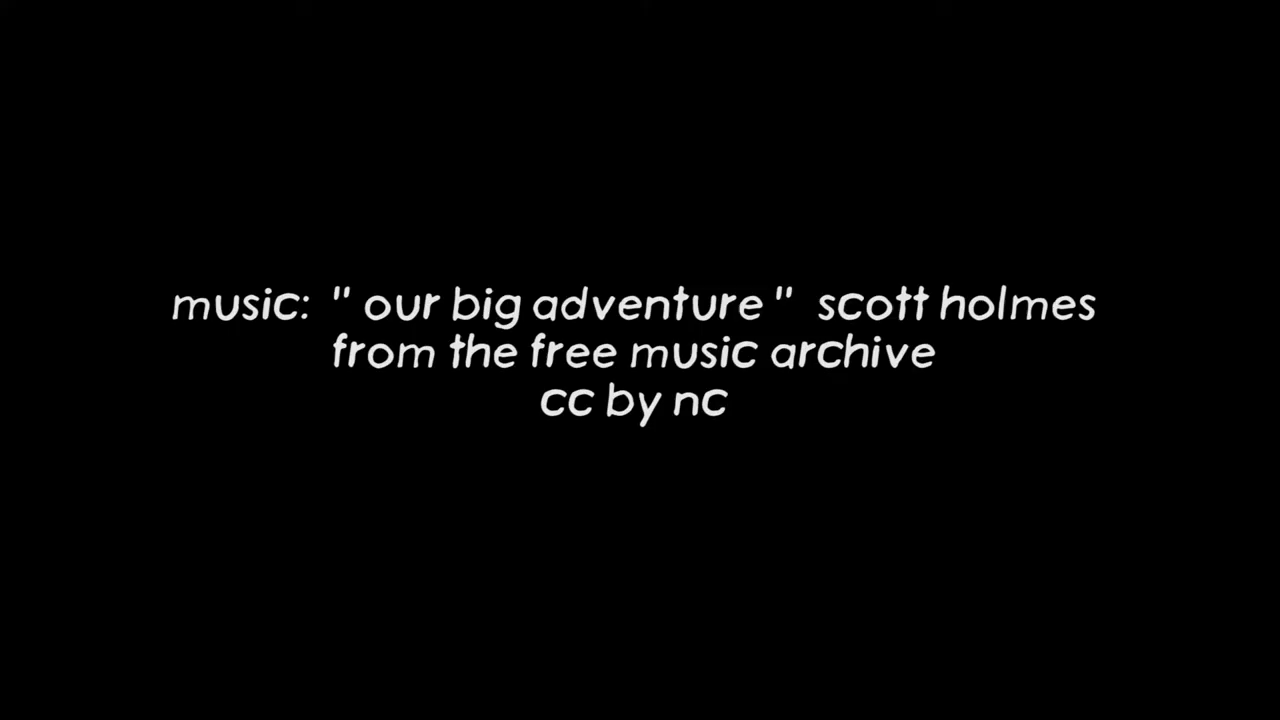 music: " our big adventure " scott holmes
from the free music archive
cc by nc